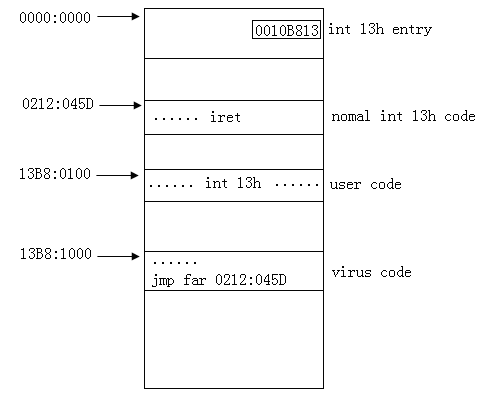 0000:0000
0010B813 int 13h entry
0212:045D
...... iret nomal int 13h code
13B8:0100
...... int 13h ...... user code
13B8:1000
......
jmp far 0212:045D virus code